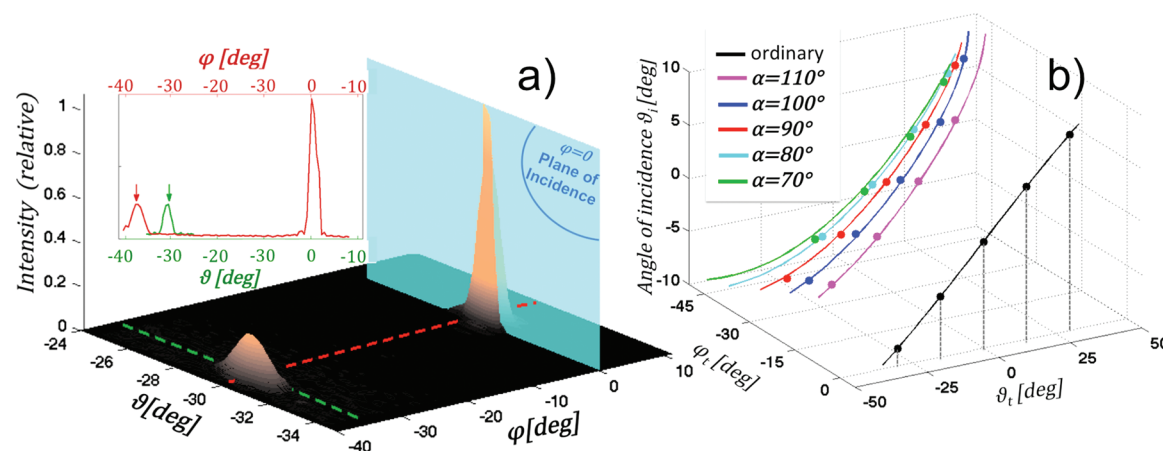 φ [deg]
-40 -30 -20 -10 0 -10
a)
1
0.8
0.6
0.4
0.2
0
Intensity (relative)
-40 -30 -20 -10 0 -10
ϑ [deg]
φ=0
Plane of
Incidence
-24
-26
-28
-30
-32
-34
ϑ[deg]
-40
-30
-20
-10
0
10
φ[deg]
b)
ordinary
α=110°
α=100°
α=90°
α=80°
α=70°
10
5
0
-5
-10
Angle of incidence ϑi [deg]
-45
-30
-15
0
φt [deg]
-50
-25
0
25
50
ϑt [deg]